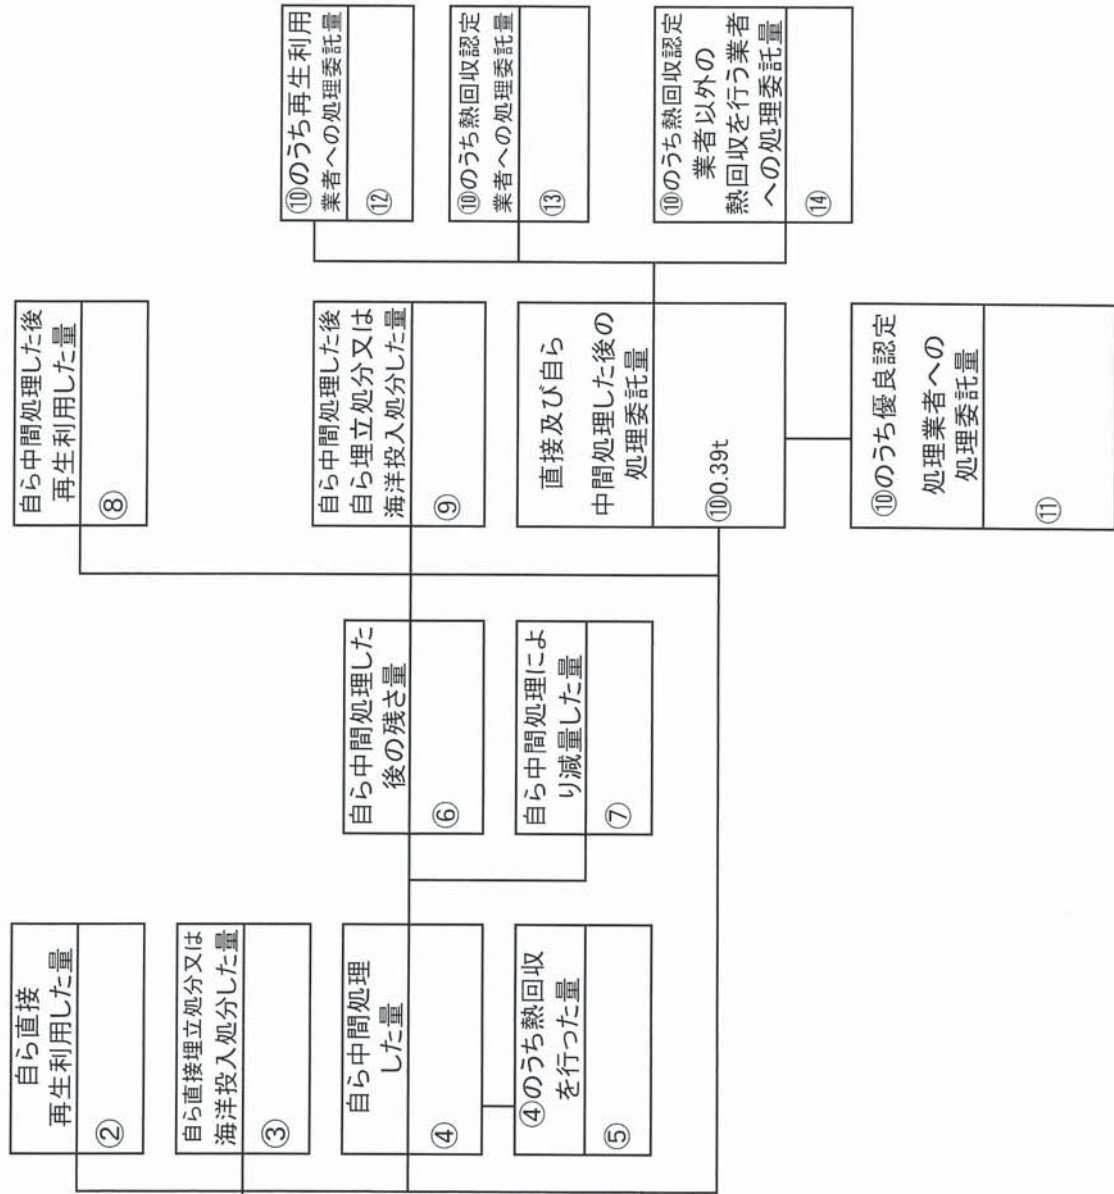 自ら直接
再生利用した量
②
自ら直接埋立処分又は
海洋投入処分した量
③
自ら中間処理
した量
④
④のうち熱回収
を行った量
⑤
自ら中間処理した
後の残さ量
⑥
自ら中間処理によ
り減量した量
⑦
自ら中間処理した後
再生利用した量
⑧
自ら中間処理した後
自ら埋立処分又は
海洋投入処分した量
⑨
直接及び自ら
中間処理した後の
処理委託量
⑩0.39t
⑩のうち優良認定
処理業者への
処理委託量
⑪
⑩のうち再生利用
業者への処理委託量
⑫
⑩のうち熱回収認定
業者への処理委託量
⑬
⑩のうち熱回収認定
業者以外の
熱回収を行う業者
への処理委託量
⑭